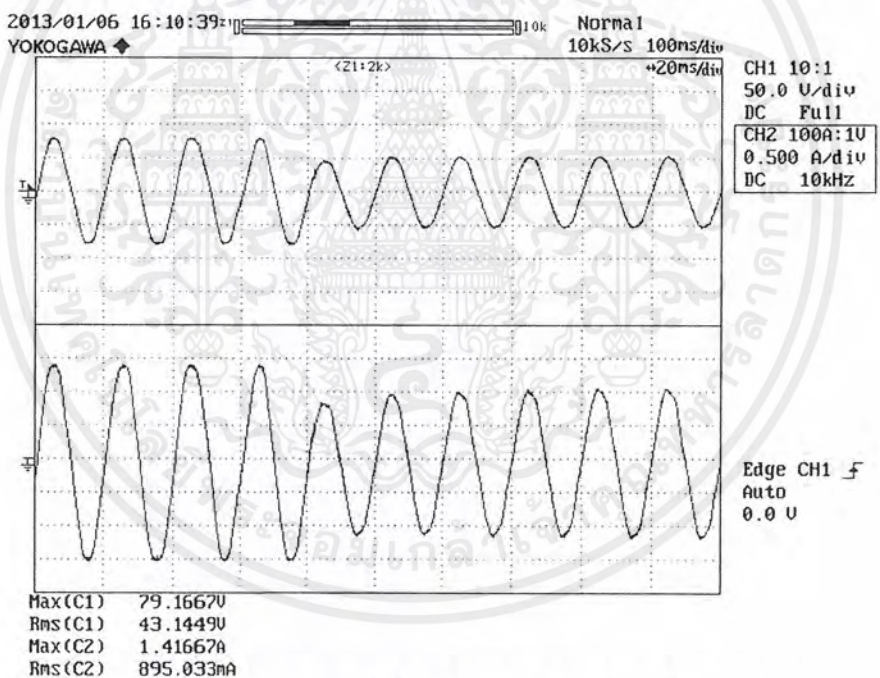 2013/01/06 16:10:39
10k
Normal
YOKOGAWA
10kS/s 100ms/div
<Z1:2k>
20ms/div
CH1 10:1
50.0 V/div
DC Full
CH2 100A:1V
0.500 A/div
DC 10kHz
Edge CH1
Auto
0.0 V
Max(C1) 79.1667V
Rms(C1) 43.1449V
Max(C2) 1.41667A
Rms(C2) 895.033mA